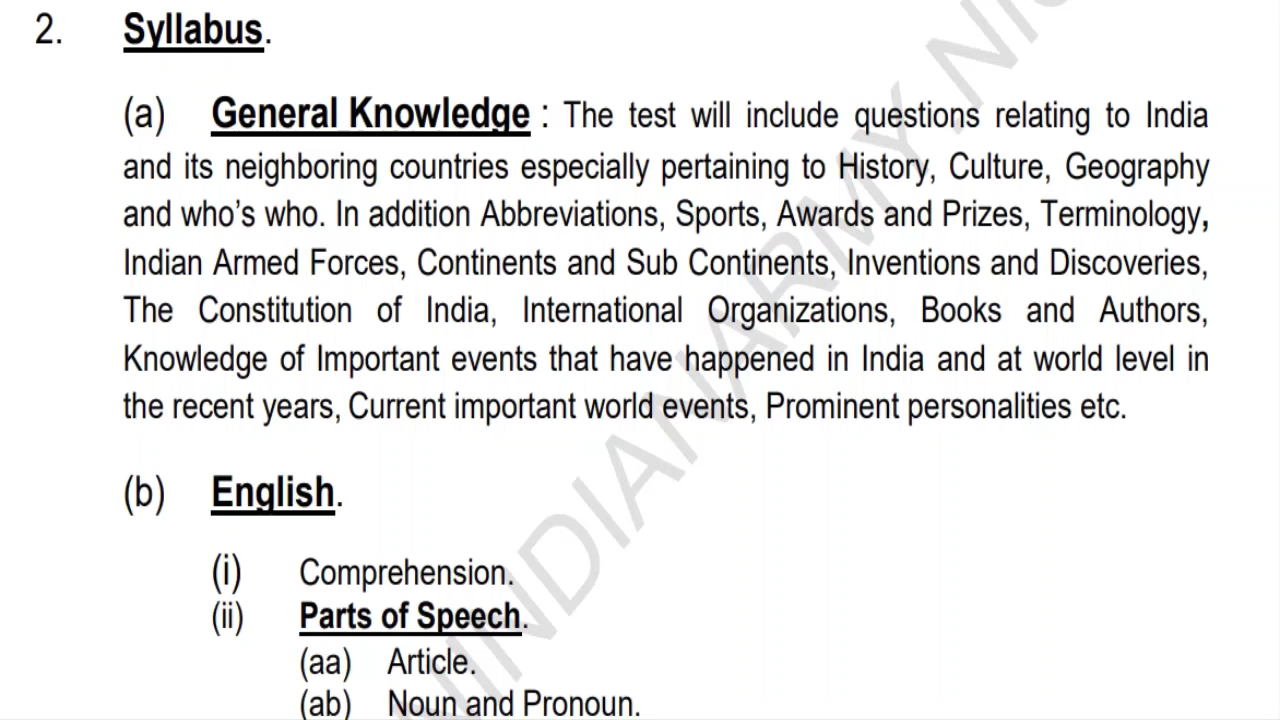 2. Syllabus.
(a) General Knowledge : The test will include questions relating to India
and its neighboring countries especially pertaining to History, Culture, Geography
and who's who. In addition Abbreviations, Sports, Awards and Prizes, Terminology,
Indian Armed Forces, Continents and Sub Continents, Inventions and Discoveries,
The Constitution of India, International Organizations, Books and Authors,
Knowledge of Important events that have happened in India and at world level in
the recent years, Current important world events, Prominent personalities etc.
(b) English.
(i) Comprehension.
(ii) Parts of Speech.
(aa) Article.
(ab) Noun and Pronoun.
INDIANARMY.NIC